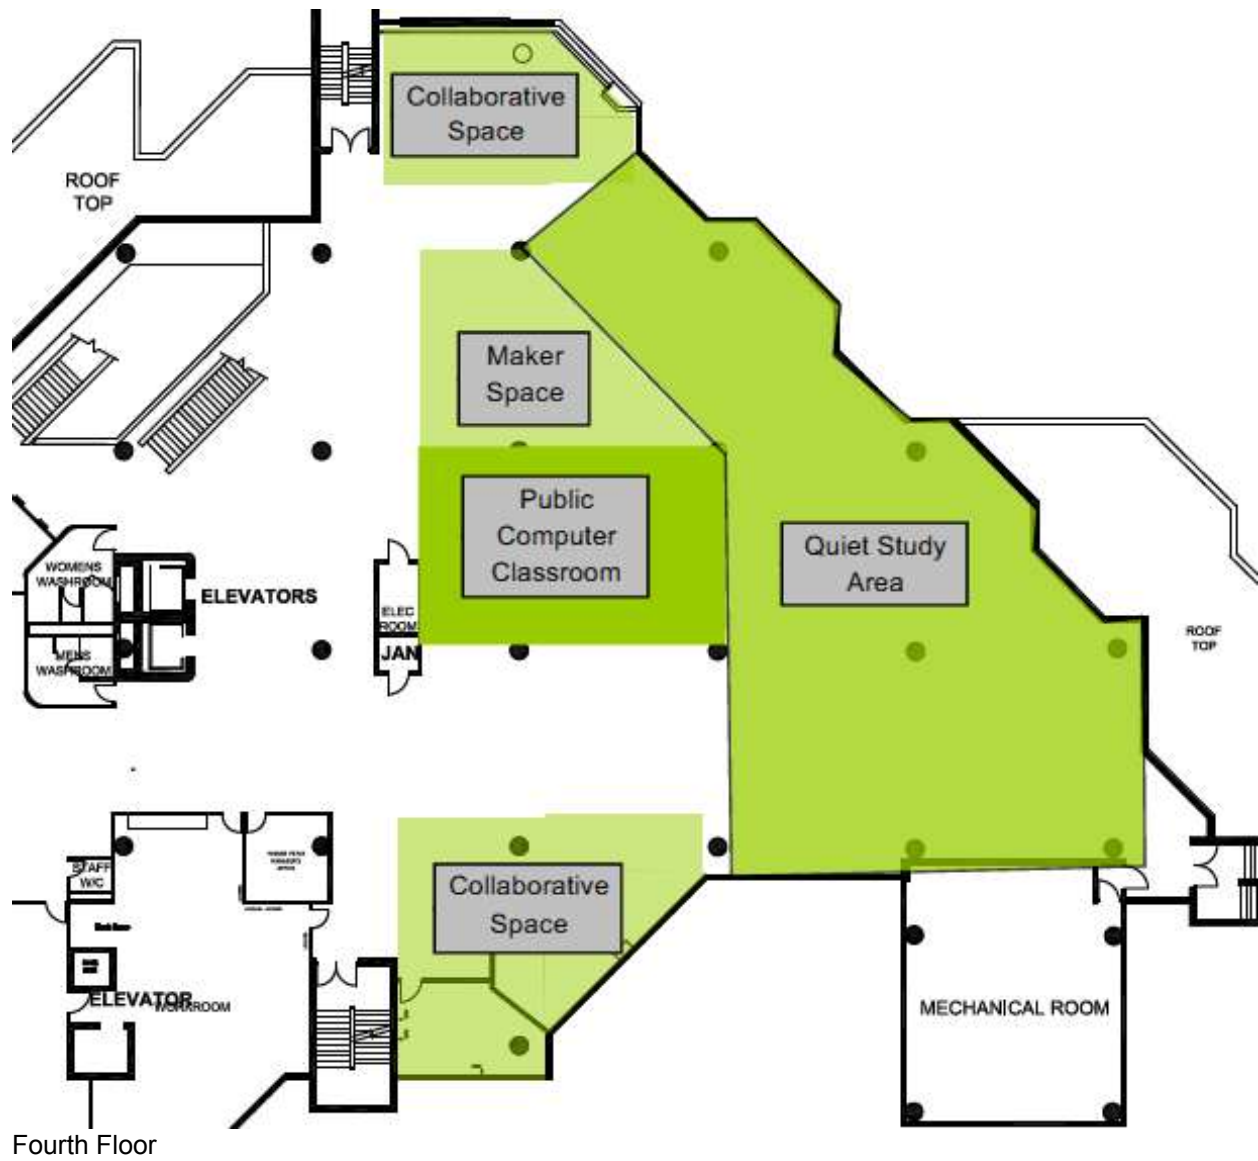 Collaborative
Space
ROOF
TOP
Maker
Space
Public
Computer
Classroom
Quiet Study
Area
WOMENS
WASHROOM
ELEVATORS
ELEC
ROOM
MENS
WASHROOM
JAN
ROOF
TOP
STAFF
W/C
Collaborative
Space
ELEVATOR
WORKROOM
MECHANICAL ROOM
Fourth Floor